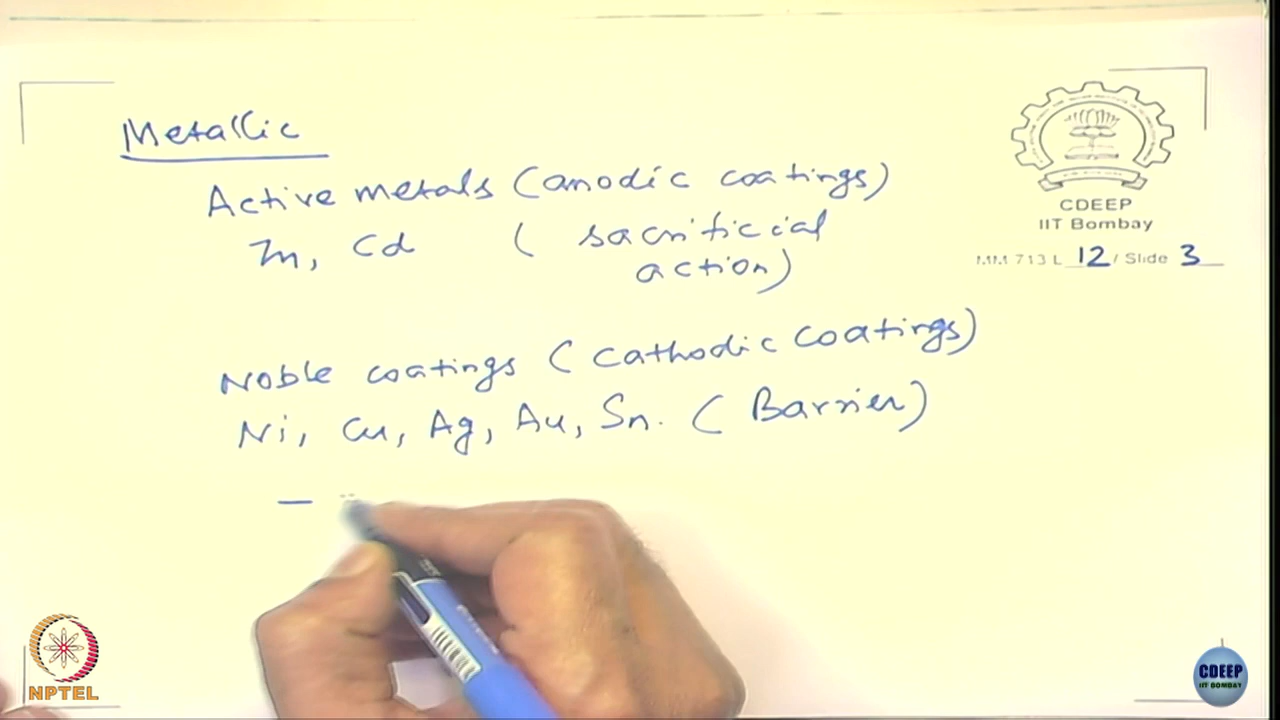 Metallic
Active metals (anodic coatings)
Zn, Cd ( sacrificial
action)
Noble coatings ( cathodic coatings)
Ni, Cu, Ag, Au, Sn. ( Barrier)
—
CDEEP
IIT Bombay
MM 713 L 12 / Slide 3
NPTEL
CDEEP
IIT BOMBAY